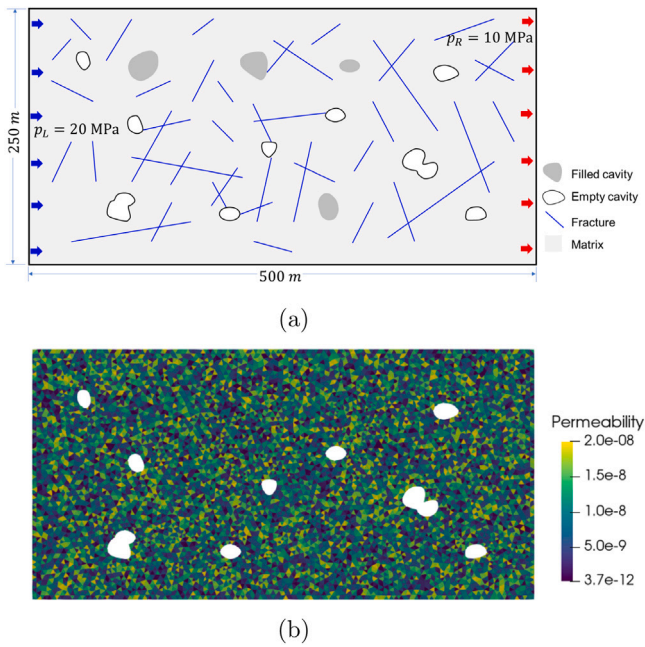 p_R = 10 MPa
p_L = 20 MPa
250 m
Filled cavity
Empty cavity
Fracture
Matrix
500 m
(a)
Permeability
2.0e-08
1.5e-8
1.0e-8
5.0e-9
3.7e-12
(b)